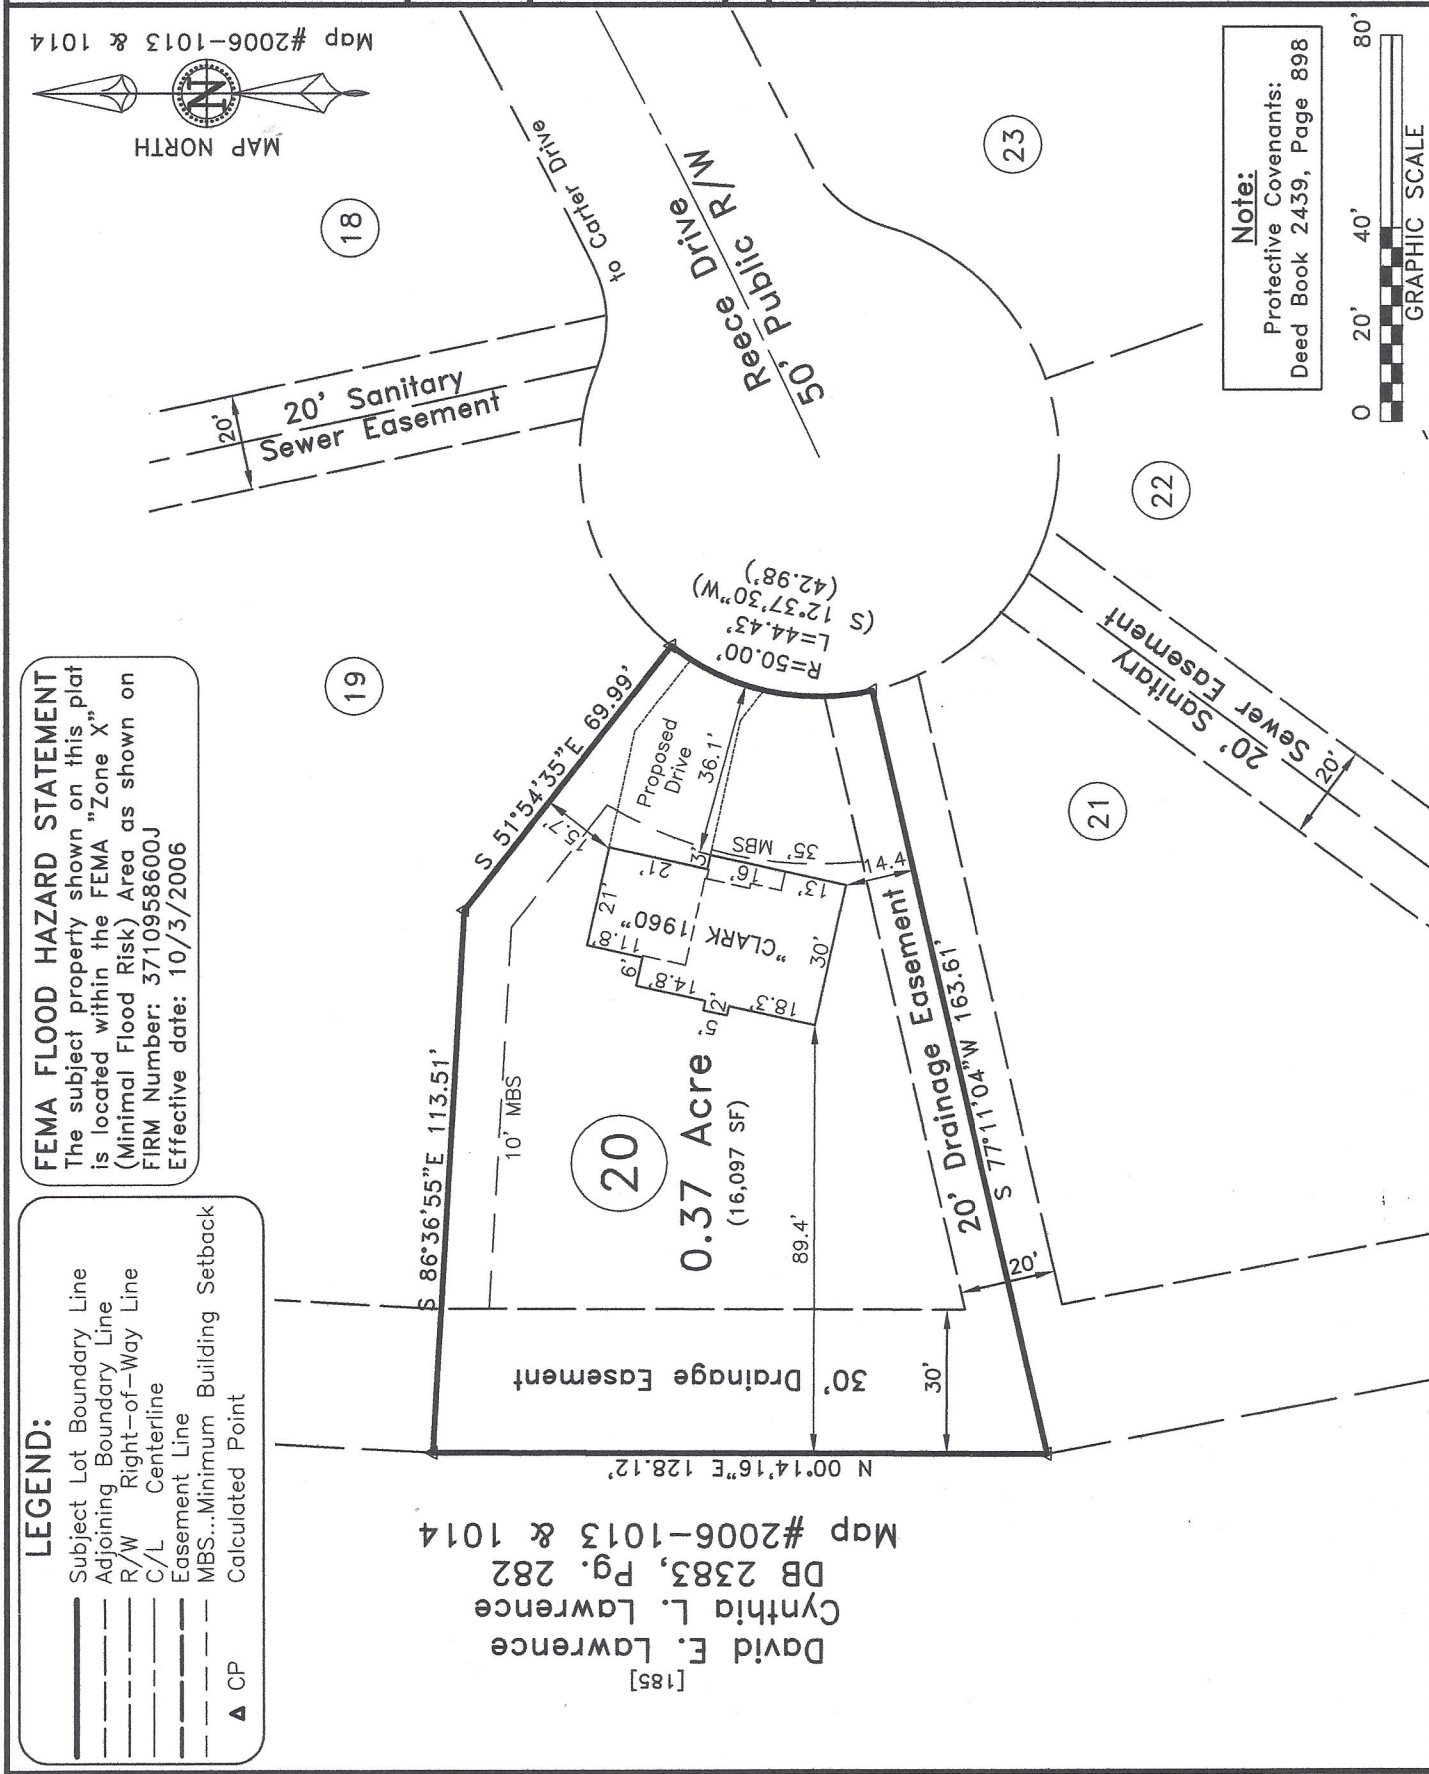 LEGEND:
Subject Lot Boundary Line
Adjoining Boundary Line
R/W Right-of-Way Line
C/L Centerline
Easement Line
MBS...Minimum Building Setback
CP Calculated Point
FEMA FLOOD HAZARD STATEMENT
The subject property shown on this plat
is located within the FEMA "Zone X"
(Minimal Flood Risk) Area as shown on
FIRM Number: 3710958600J
Effective date: 10/3/2006
MAP NORTH
N
Map #2006-1013 & 1014
18
19
20' Sanitary
Sewer Easement
20'
to Carter Drive
Reece Drive
50' Public R/W
23
22
21
S 86°36'55"E 113.51'
S 51°54'35"E 69.99'
10' MBS
15.7'
Proposed
Drive
36.1'
R=50.00'
L=44.43'
(S 12°37'30"W)
(42.98')
35' MBS
21'
21'
3'
16'
13'
11.8'
6'
14.8'
2'
5'
18.3'
30'
"CLARK 1960"
14.4
20
0.37 Acre
(16,097 SF)
89.4'
20' Drainage Easement
S 77°11'04"W 163.61'
20'
30' Drainage Easement
30'
N 00°14'16"E 128.12'
20' Sanitary
Sewer Easement
20'
[185]
David E. Lawrence
Cynthia L. Lawrence
DB 2383, Pg. 282
Map #2006-1013 & 1014
Note:
Protective Covenants:
Deed Book 2439, Page 898
0 20' 40' 80'
GRAPHIC SCALE